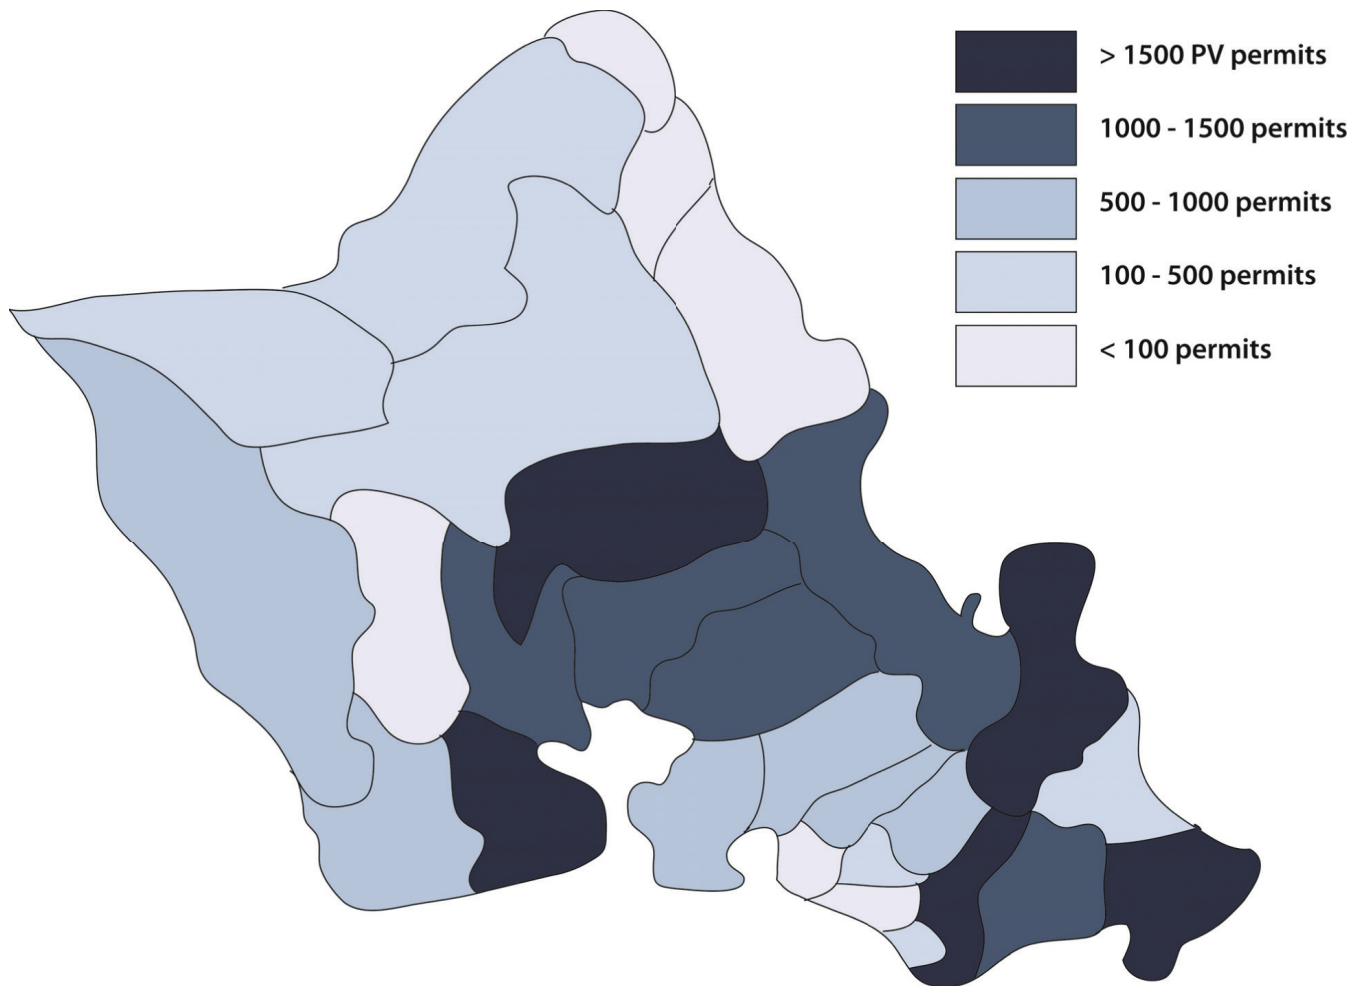 > 1500 PV permits
1000 - 1500 permits
500 - 1000 permits
100 - 500 permits
< 100 permits